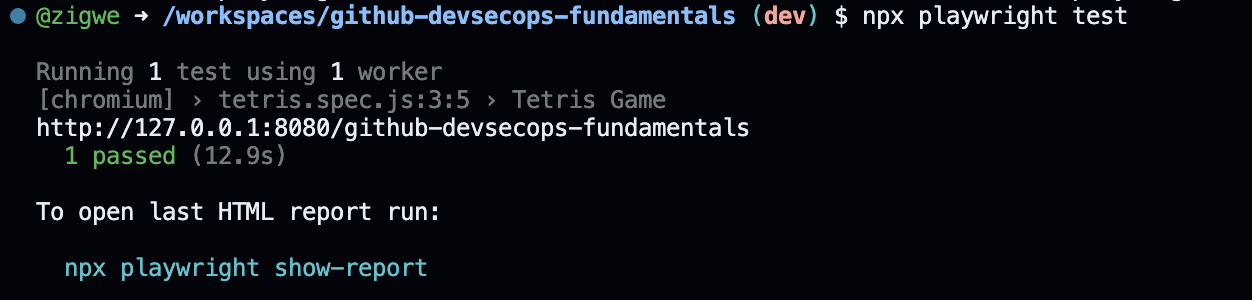 @zigwe ➜ /workspaces/github-devsecops-fundamentals (dev) $ npx playwright test
Running 1 test using 1 worker
[chromium] › tetris.spec.js:3:5 › Tetris Game
http://127.0.0.1:8080/github-devsecops-fundamentals
1 passed (12.9s)
To open last HTML report run:
npx playwright show-report